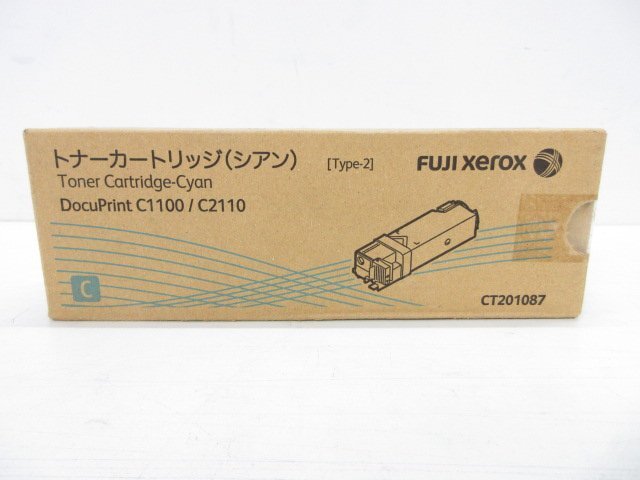 トナーカートリッジ(シアン) [Type-2] FUJI XEROX
Toner Cartridge-Cyan
DocuPrint C1100 / C2110
C
CT201087